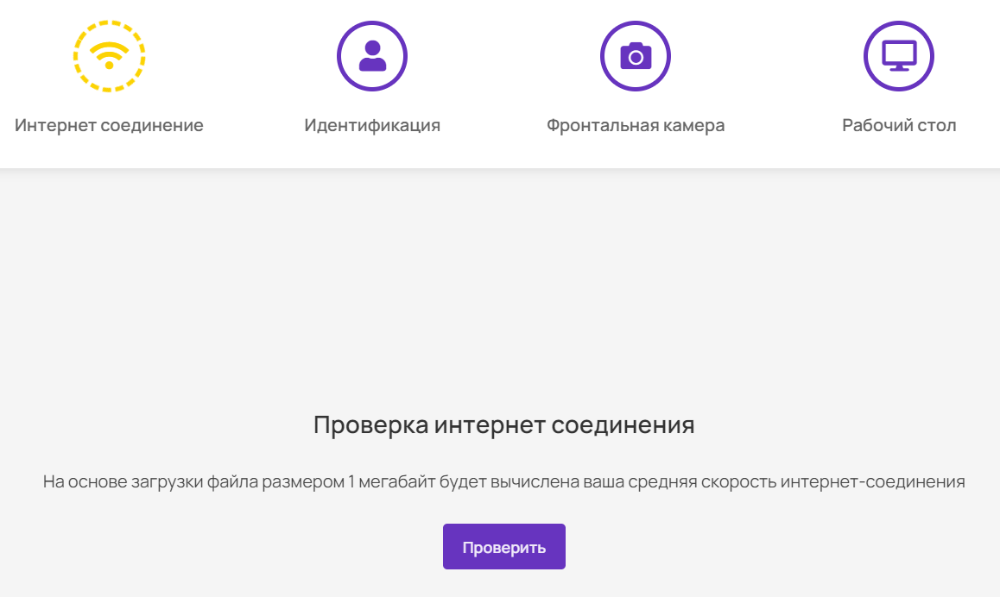 Интернет соединение
Идентификация
Фронтальная камера
Рабочий стол
Проверка интернет соединения
На основе загрузки файла размером 1 мегабайт будет вычислена ваша средняя скорость интернет-соединения
Проверить